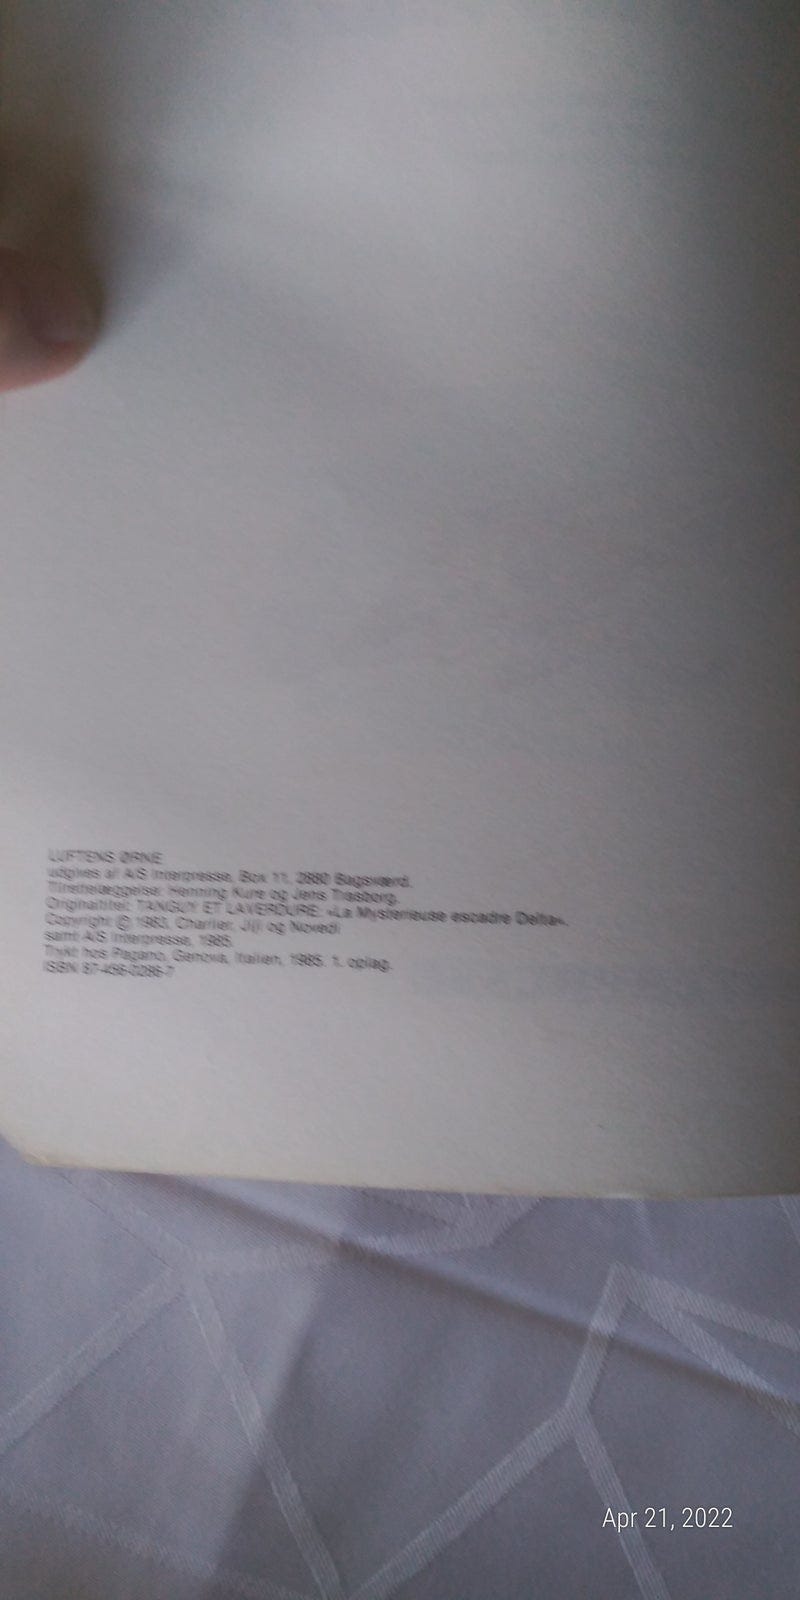 LUFTENS ØRNE
udgives af A/S Interpresse, Box 11, 2880 Bagsværd.
Tilrettelæggelse: Henning Kure og Jens Trasborg.
Originaltitel: TANGUY ET LAVERDURE: »La Mysterieuse escadre Delta«.
Copyright © 1983, Charlier, Jijé og Novedi
samt A/S Interpresse, 1985.
Trykt hos Pagano, Genova, Italien, 1985. 1. oplag.
ISBN 87-456-0286-7
Apr 21, 2022